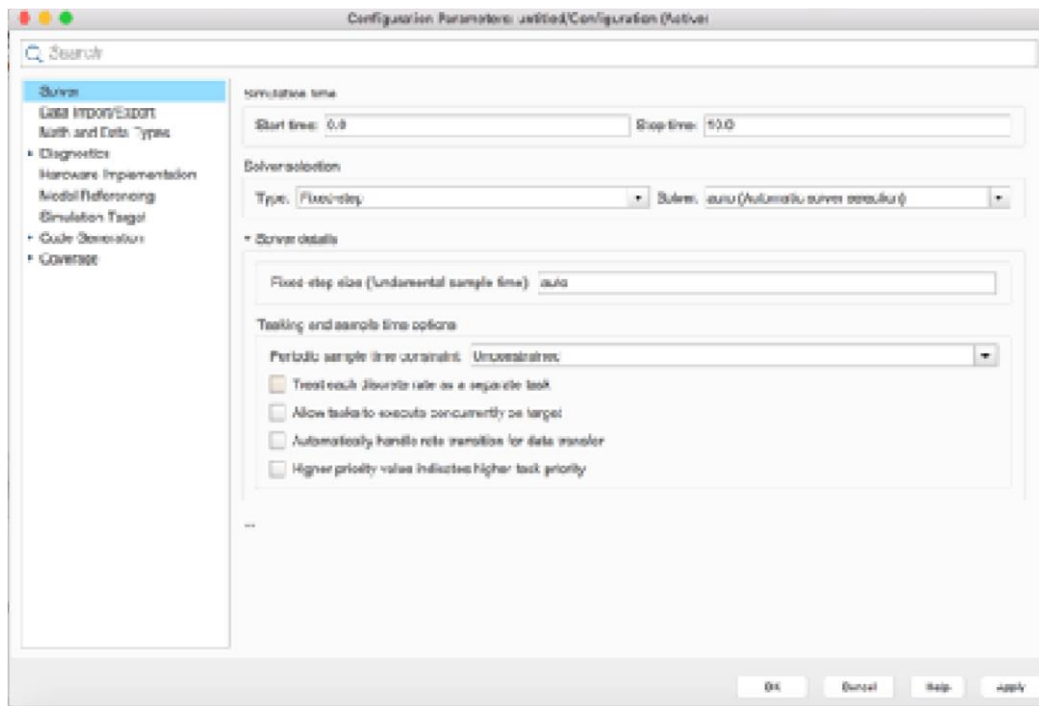 Configuration Parameters: untitled/Configuration (Active)
Search
Solver
Data Import/Export
Math and Data Types
Diagnostics
Hardware Implementation
Model Referencing
Simulation Target
Code Generation
Coverage
Simulation time
Start time: 0.0 Stop time: 10.0
Solver selection
Type: Fixed-step Solver: auto (Automatic solver selection)
Solver details
Fixed-step size (fundamental sample time): auto
Tasking and sample time options
Periodic sample time constraint: Unconstrained
Treat each discrete rate as a separate task
Allow tasks to execute concurrently on target
Automatically handle rate transition for data transfer
Higher priority value indicates higher task priority
...
OK Cancel Help Apply